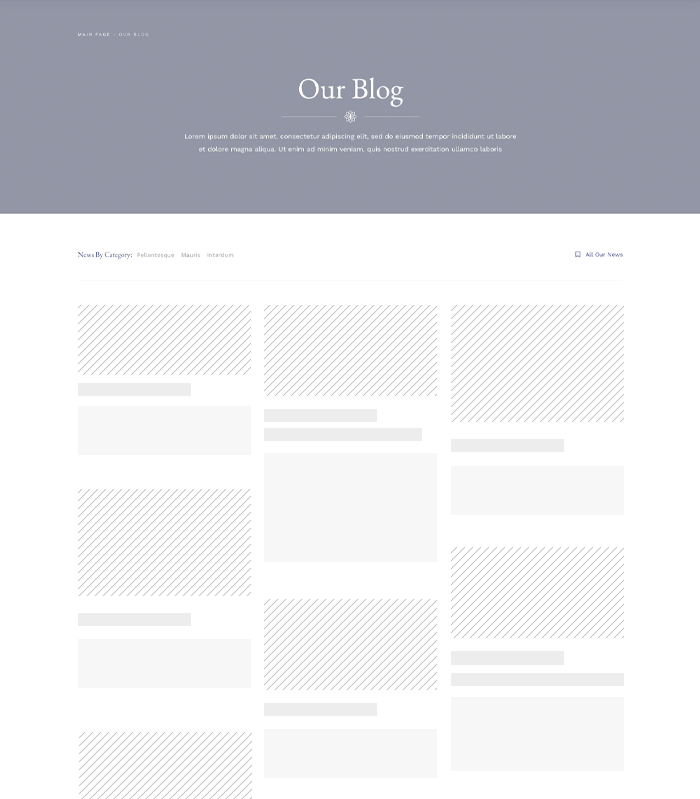 MAIN PAGE - OUR BLOG
Our Blog
Lorem ipsum dolor sit amet, consectetur adipiscing elit, sed do eiusmod tempor incididunt ut labore
et dolore magna aliqua. Ut enim ad minim veniam, quis nostrud exercitation ullamco laboris
News By Category: Pellentesque Mauris Interdum
All Our News